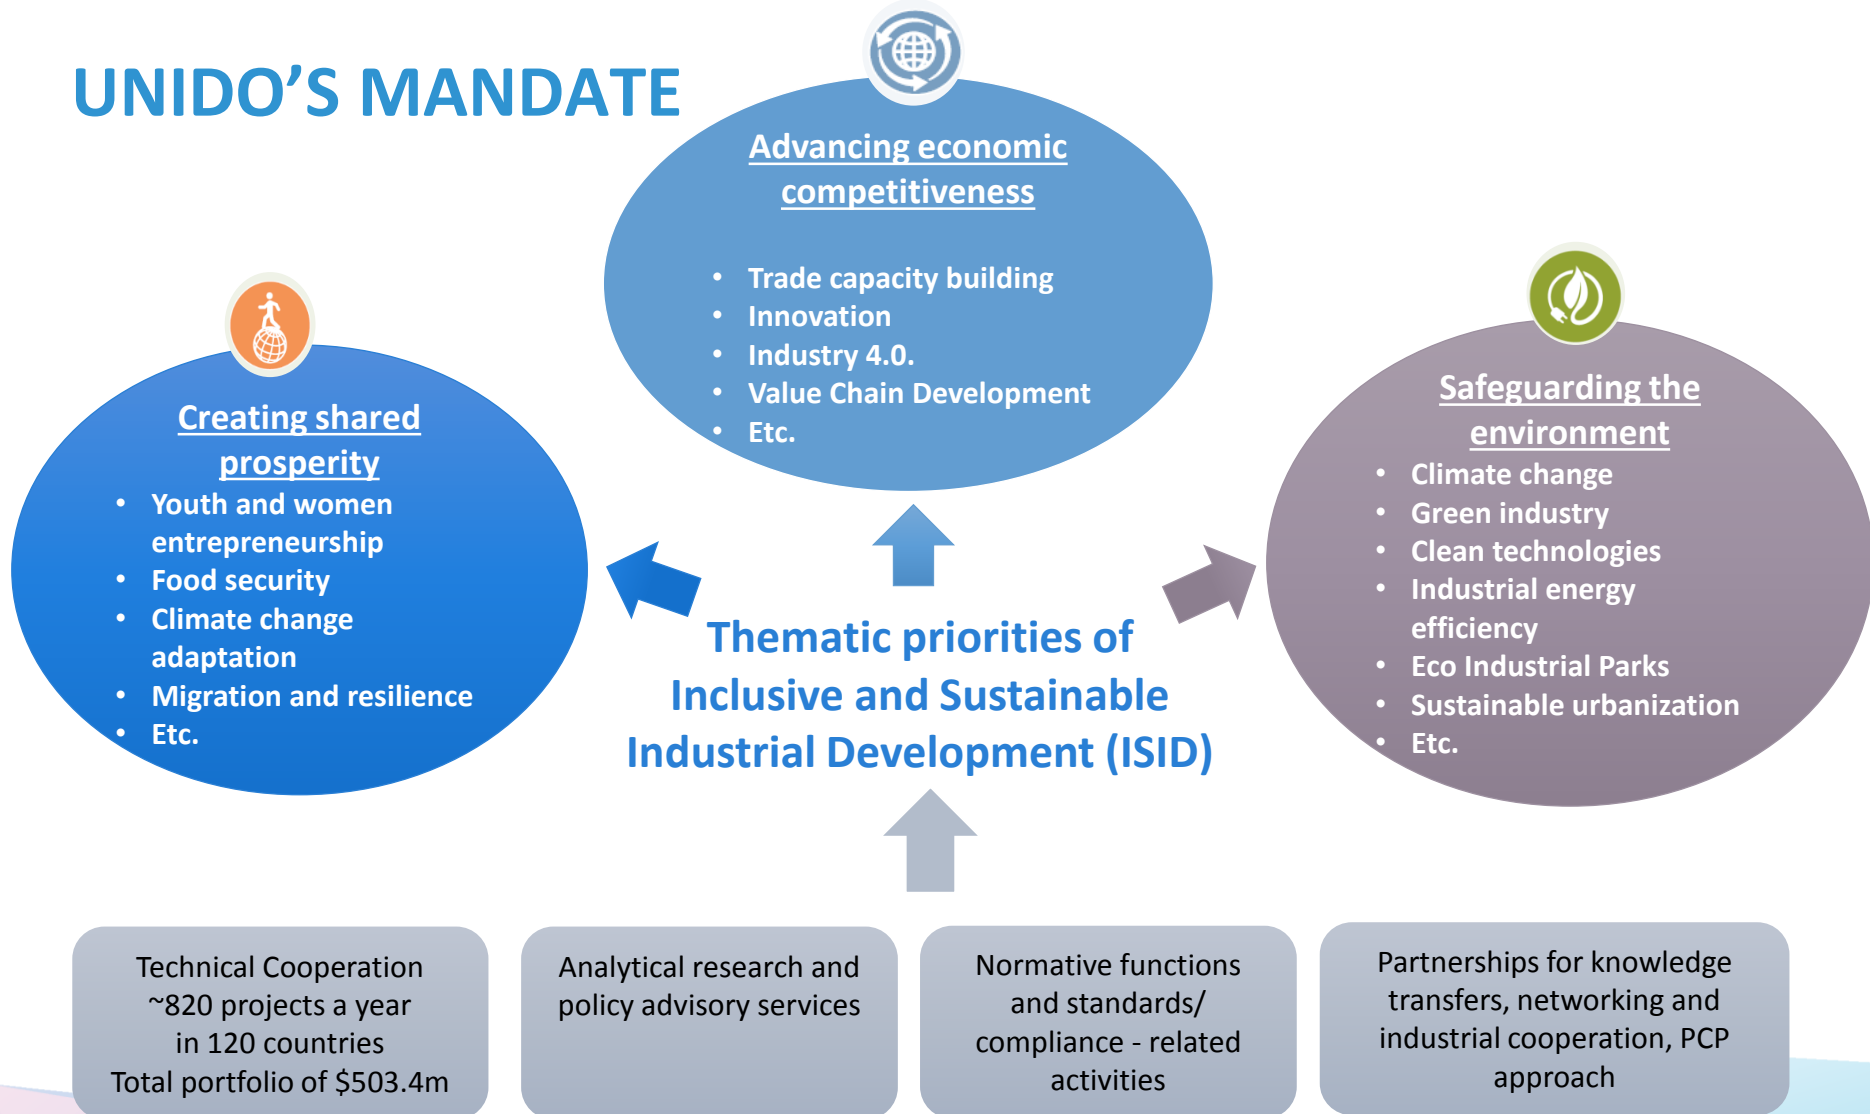 UNIDO’S MANDATE
Advancing economic
competitiveness
• Trade capacity building
• Innovation
• Industry 4.0.
• Value Chain Development
• Etc.
Creating shared
prosperity
• Youth and women
entrepreneurship
• Food security
• Climate change
adaptation
• Migration and resilience
• Etc.
Safeguarding the
environment
• Climate change
• Green industry
• Clean technologies
• Industrial energy
efficiency
• Eco Industrial Parks
• Sustainable urbanization
• Etc.
Thematic priorities of
Inclusive and Sustainable
Industrial Development (ISID)
Technical Cooperation
~820 projects a year
in 120 countries
Total portfolio of $503.4m
Analytical research and
policy advisory services
Normative functions
and standards/
compliance - related
activities
Partnerships for knowledge
transfers, networking and
industrial cooperation, PCP
approach